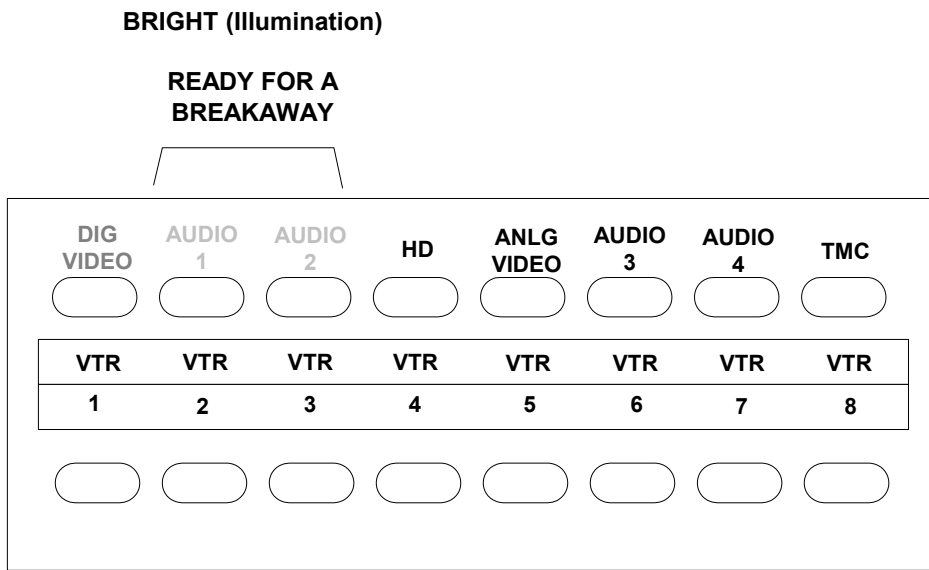 BRIGHT (Illumination)
READY FOR A
BREAKAWAY
DIG
VIDEO
AUDIO
1
AUDIO
2
HD
ANLG
VIDEO
AUDIO
3
AUDIO
4
TMC
VTR VTR VTR VTR VTR VTR VTR VTR
1 2 3 4 5 6 7 8